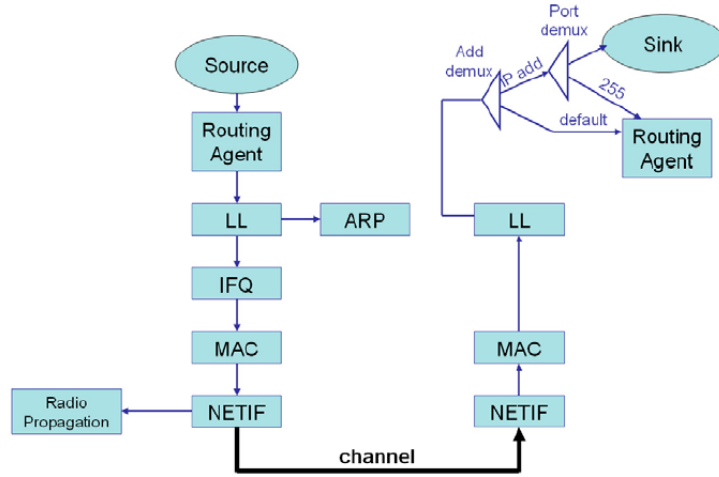 Source
Routing
Agent
LL
ARP
IFQ
MAC
NETIF
Radio
Propagation
channel
Port
demux
Add
demux
IP add
Sink
255
default
Routing
Agent
LL
MAC
NETIF